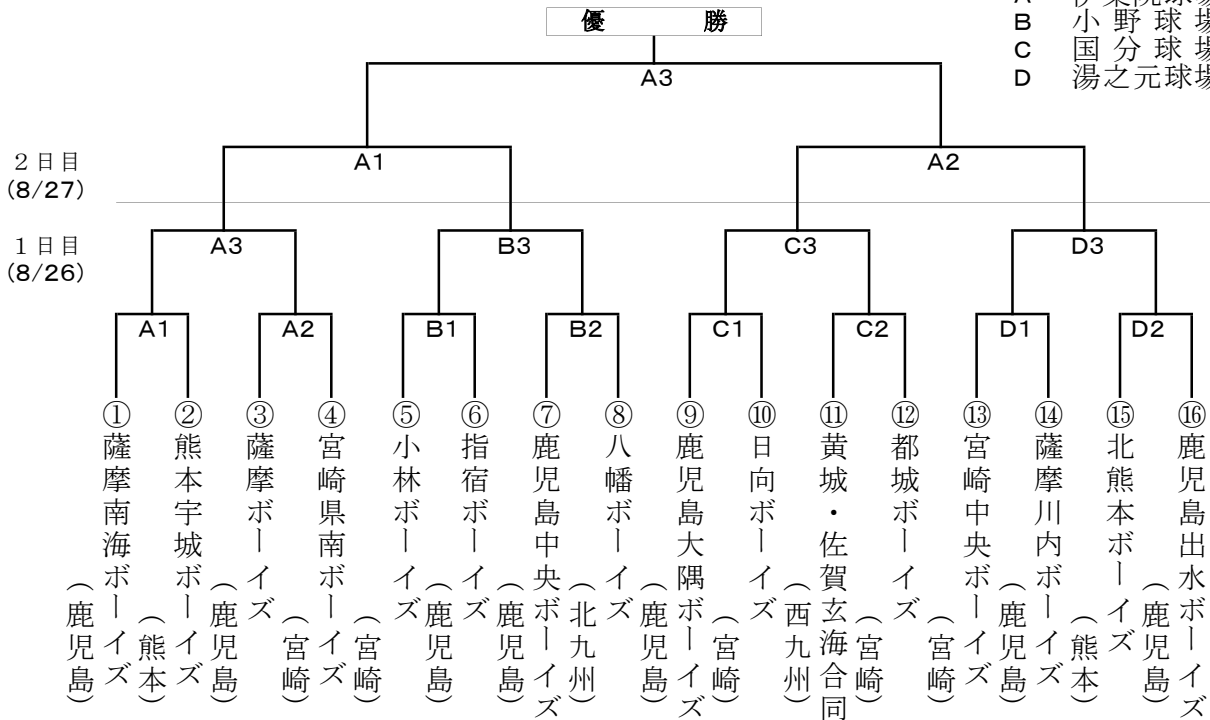 優　勝
A 伊集院球場
B 小野球場
C 国分球場
D 湯之元球場
A3
2日目
(8/27)
A1
A2
1日目
(8/26)
A3
B3
C3
D3
A1
A2
B1
B2
C1
C2
D1
D2
①薩摩南海ボーイズ
(鹿児島)
②熊本宇城ボーイズ
(熊本)
③薩摩ボーイズ
(鹿児島)
④宮崎県南ボーイズ
(宮崎)
⑤小林ボーイズ
(宮崎)
⑥指宿ボーイズ
(鹿児島)
⑦鹿児島中央ボーイズ
(鹿児島)
⑧八幡ボーイズ
(北九州)
⑨鹿児島大隅ボーイズ
(鹿児島)
⑩日向ボーイズ
(宮崎)
⑪黄城・佐賀玄海合同
(西九州)
⑫都城ボーイズ
(宮崎)
⑬宮崎中央ボーイズ
(宮崎)
⑭薩摩川内ボーイズ
(鹿児島)
⑮北熊本ボーイズ
(熊本)
⑯鹿児島出水ボーイズ
(鹿児島)